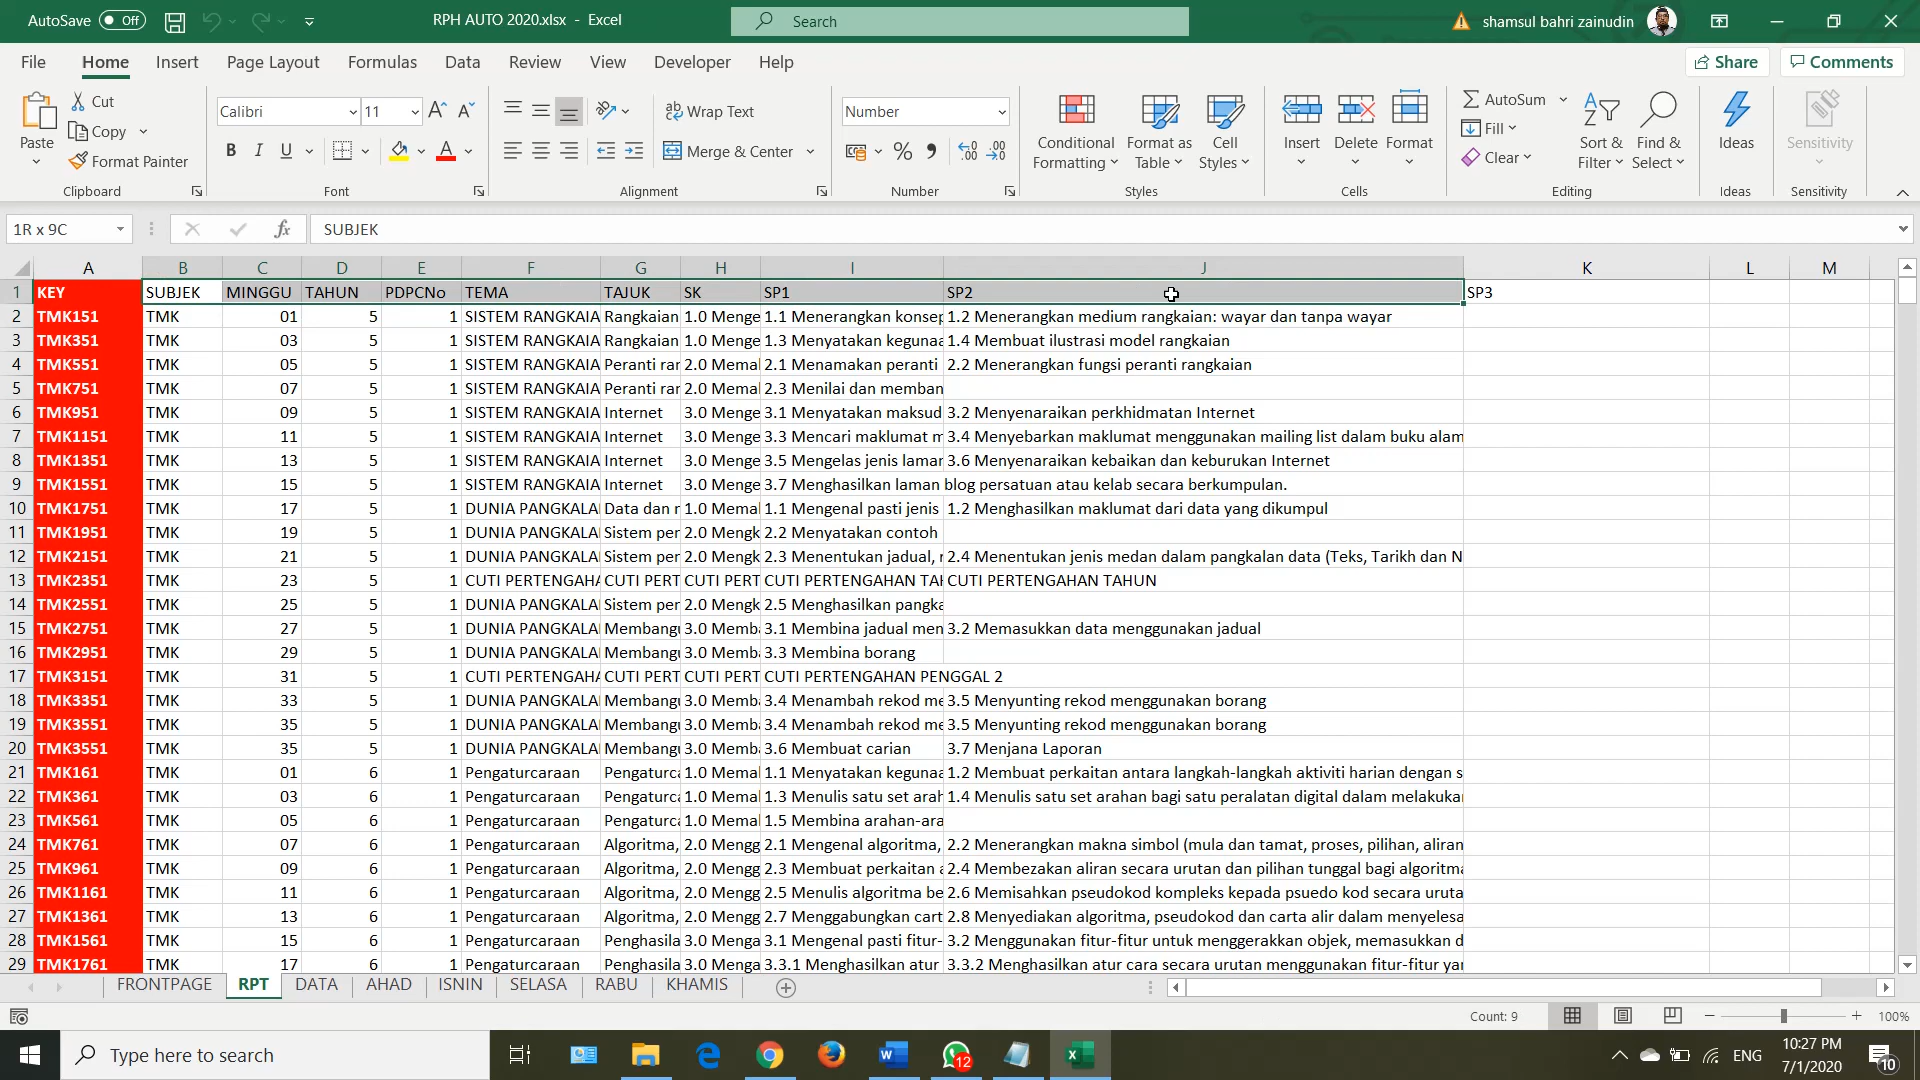 AutoSave Off RPH AUTO 2020.xlsx - Excel Search shamsul bahri zainudin
File Home Insert Page Layout Formulas Data Review View Developer Help Share Comments
Paste Cut Copy Format Painter Clipboard
Calibri 11 B I U Font
Wrap Text Merge & Center Alignment
Number Number
Conditional Formatting Format as Table Cell Styles Styles
Insert Delete Format Cells
AutoSum Fill Clear Sort & Filter Find & Select Editing
Ideas Ideas
Sensitivity Sensitivity
1R x 9C fx SUBJEK
A B C D E F G H I J K L M
1 KEY SUBJEK MINGGU TAHUN PDPCNo TEMA TAJUK SK SP1 SP2 SP3
2 TMK151 TMK 01 5 1 SISTEM RANGKAIA Rangkaian 1.0 Menge 1.1 Menerangkan konsep 1.2 Menerangkan medium rangkaian: wayar dan tanpa wayar
3 TMK351 TMK 03 5 1 SISTEM RANGKAIA Rangkaian 1.0 Menge 1.3 Menyatakan keguna 1.4 Membuat ilustrasi model rangkaian
4 TMK551 TMK 05 5 1 SISTEM RANGKAIA Peranti ran 2.0 Memal 2.1 Menamakan peranti 2.2 Menerangkan fungsi peranti rangkaian
5 TMK751 TMK 07 5 1 SISTEM RANGKAIA Peranti ran 2.0 Memal 2.3 Menilai dan memban
6 TMK951 TMK 09 5 1 SISTEM RANGKAIA Internet 3.0 Menge 3.1 Menyatakan maksud 3.2 Menyenaraikan perkhidmatan Internet
7 TMK1151 TMK 11 5 1 SISTEM RANGKAIA Internet 3.0 Menge 3.3 Mencari maklumat m 3.4 Menyebarkan maklumat menggunakan mailing list dalam buku alam
8 TMK1351 TMK 13 5 1 SISTEM RANGKAIA Internet 3.0 Menge 3.5 Mengelas jenis laman 3.6 Menyenaraikan kebaikan dan keburukan Internet
9 TMK1551 TMK 15 5 1 SISTEM RANGKAIA Internet 3.0 Menge 3.7 Menghasilkan laman blog persatuan atau kelab secara berkumpulan.
10 TMK1751 TMK 17 5 1 DUNIA PANGKALA Data dan m 1.0 Memal 1.1 Mengenal pasti jenis 1.2 Menghasilkan maklumat dari data yang dikumpul
11 TMK1951 TMK 19 5 1 DUNIA PANGKALA Sistem per 2.0 Mengk 2.2 Menyatakan contoh
12 TMK2151 TMK 21 5 1 DUNIA PANGKALA Sistem per 2.0 Mengk 2.3 Menentukan jadual, r 2.4 Menentukan jenis medan dalam pangkalan data (Teks, Tarikh dan N
13 TMK2351 TMK 23 5 1 CUTI PERTENGAHA CUTI PERT CUTI PERT CUTI PERTENGAHAN TAH CUTI PERTENGAHAN TAHUN
14 TMK2551 TMK 25 5 1 DUNIA PANGKALA Sistem per 2.0 Mengk 2.5 Menghasilkan pangka
15 TMK2751 TMK 27 5 1 DUNIA PANGKALA Membang 3.0 Memb 3.1 Membina jadual men 3.2 Memasukkan data menggunakan jadual
16 TMK2951 TMK 29 5 1 DUNIA PANGKALA Membang 3.0 Memb 3.3 Membina borang
17 TMK3151 TMK 31 5 1 CUTI PERTENGAHA CUTI PERT CUTI PERT CUTI PERTENGAHAN PENGGAL 2
18 TMK3351 TMK 33 5 1 DUNIA PANGKALA Membang 3.0 Memb 3.4 Menambah rekod me 3.5 Menyunting rekod menggunakan borang
19 TMK3551 TMK 35 5 1 DUNIA PANGKALA Membang 3.0 Memb 3.4 Menambah rekod me 3.5 Menyunting rekod menggunakan borang
20 TMK3551 TMK 35 5 1 DUNIA PANGKALA Membang 3.0 Memb 3.6 Membuat carian 3.7 Menjana Laporan
21 TMK161 TMK 01 6 1 Pengaturcaraan Pengaturca 1.0 Memal 1.1 Menyatakan keguna 1.2 Membuat perkaitan antara langkah-langkah aktiviti harian dengan s
22 TMK361 TMK 03 6 1 Pengaturcaraan Pengaturca 1.0 Memal 1.3 Menulis satu set arah 1.4 Menulis satu set arahan bagi satu peralatan digital dalam melakuka
23 TMK561 TMK 05 6 1 Pengaturcaraan Pengaturca 1.0 Memal 1.5 Membina arahan-ara
24 TMK761 TMK 07 6 1 Pengaturcaraan Algoritma, 2.0 Mengg 2.1 Mengenal algoritma, 2.2 Menerangkan makna simbol (mula dan tamat, proses, pilihan, aliran
25 TMK961 TMK 09 6 1 Pengaturcaraan Algoritma, 2.0 Mengg 2.3 Membuat perkaitan a 2.4 Membezakan aliran secara urutan dan pilihan tunggal bagi algoritm
26 TMK1161 TMK 11 6 1 Pengaturcaraan Algoritma, 2.0 Mengg 2.5 Menulis algoritma be 2.6 Memisahkan pseudokod kompleks kepada psuedo kod secara uruta
27 TMK1361 TMK 13 6 1 Pengaturcaraan Algoritma, 2.0 Mengg 2.7 Menggabungkan cart 2.8 Menyediakan algoritma, pseudokod dan carta alir dalam menyelesa
28 TMK1561 TMK 15 6 1 Pengaturcaraan Penghasila 3.0 Menga 3.1 Mengenal pasti fitur- 3.2 Menggunakan fitur-fitur untuk menggerakkan objek, memasukkan d
29 TMK1761 TMK 17 6 1 Pengaturcaraan Penghasila 3.0 Menga 3.3.1 Menghasilkan atur 3.3.2 Menghasilkan atur cara secara urutan menggunakan fitur-fitur yan
FRONTPAGE RPT DATA AHAD ISNIN SELASA RABU KHAMIS
Count: 9 100%
Type here to search 12 ENG 10:27 PM 7/1/2020 10